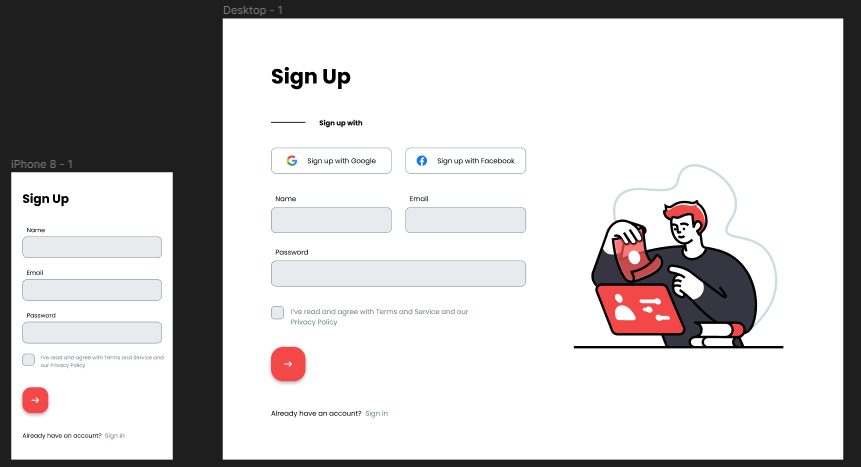 Desktop - 1
Sign Up
Sign up with
Sign up with Google
Sign up with Facebook
Name
Email
Password
I've read and agree with Terms and Service and our
Privacy Policy
Already have an account? Sign in
iPhone 8 - 1
Sign Up
Name
Email
Password
I've read and agree with Terms and Service and
our Privacy Policy
Already have an account? Sign in